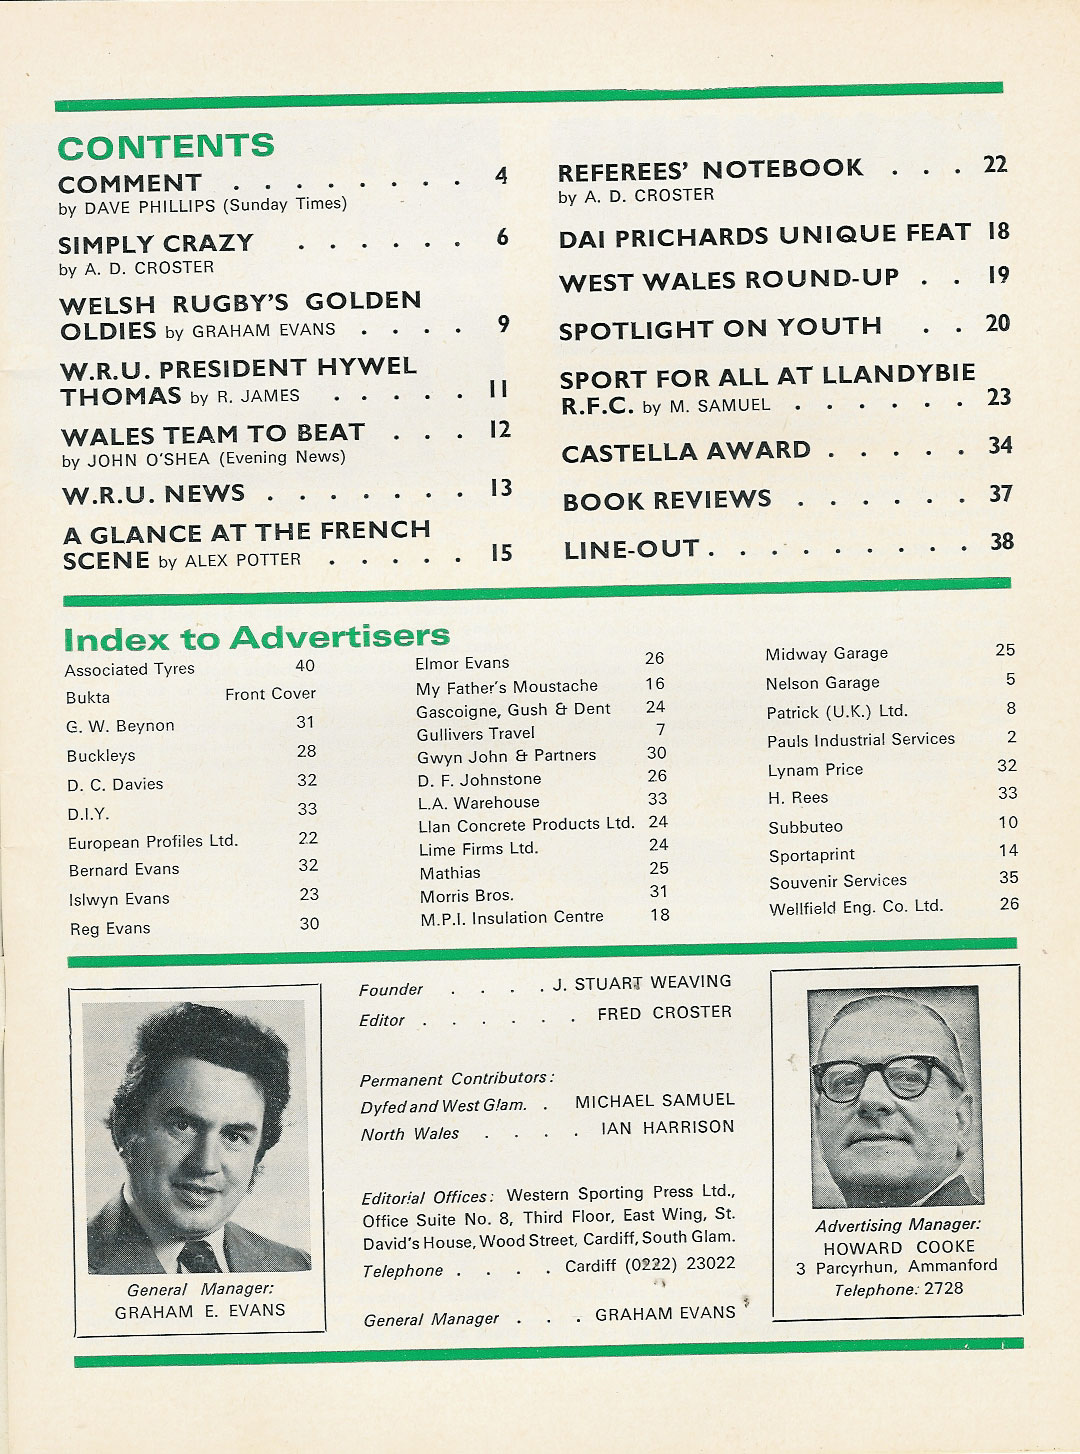 CONTENTS
COMMENT . . . . . . . . 4
by DAVE PHILLIPS (Sunday Times)
SIMPLY CRAZY . . . . . . 6
by A. D. CROSTER
WELSH RUGBY'S GOLDEN
OLDIES by GRAHAM EVANS . . . . 9
W.R.U. PRESIDENT HYWEL
THOMAS by R. JAMES . . . . . 11
WALES TEAM TO BEAT . . . 12
by JOHN O'SHEA (Evening News)
W.R.U. NEWS . . . . . . . 13
A GLANCE AT THE FRENCH
SCENE by ALEX POTTER . . . . . 15
REFEREES' NOTEBOOK . . . 22
by A. D. CROSTER
DAI PRICHARDS UNIQUE FEAT 18
WEST WALES ROUND-UP . . 19
SPOTLIGHT ON YOUTH . . 20
SPORT FOR ALL AT LLANDYBIE
R.F.C. by M. SAMUEL . . . . . . 23
CASTELLA AWARD . . . . . 34
BOOK REVIEWS . . . . . . 37
LINE-OUT . . . . . . . . . 38
Index to Advertisers
Associated Tyres 40
Bukta Front Cover
G. W. Beynon 31
Buckleys 28
D. C. Davies 32
D.I.Y. 33
European Profiles Ltd. 22
Bernard Evans 32
Islwyn Evans 23
Reg Evans 30
Elmor Evans 26
My Father's Moustache 16
Gascoigne, Gush & Dent 24
Gullivers Travel 7
Gwyn John & Partners 30
D. F. Johnstone 26
L.A. Warehouse 33
Llan Concrete Products Ltd. 24
Lime Firms Ltd. 24
Mathias 25
Morris Bros. 31
M.P.I. Insulation Centre 18
Midway Garage 25
Nelson Garage 5
Patrick (U.K.) Ltd. 8
Pauls Industrial Services 2
Lynam Price 32
H. Rees 33
Subbuteo 10
Sportaprint 14
Souvenir Services 35
Wellfield Eng. Co. Ltd. 26
General Manager:
GRAHAM E. EVANS
Founder . . . . J. STUART WEAVING
Editor . . . . . . FRED CROSTER
Permanent Contributors:
Dyfed and West Glam. . MICHAEL SAMUEL
North Wales . . . . IAN HARRISON
Editorial Offices: Western Sporting Press Ltd.,
Office Suite No. 8, Third Floor, East Wing, St.
David's House, Wood Street, Cardiff, South Glam.
Telephone . . . . Cardiff (0222) 23022
General Manager . . . GRAHAM EVANS
Advertising Manager:
HOWARD COOKE
3 Parcyrhun, Ammanford
Telephone: 2728